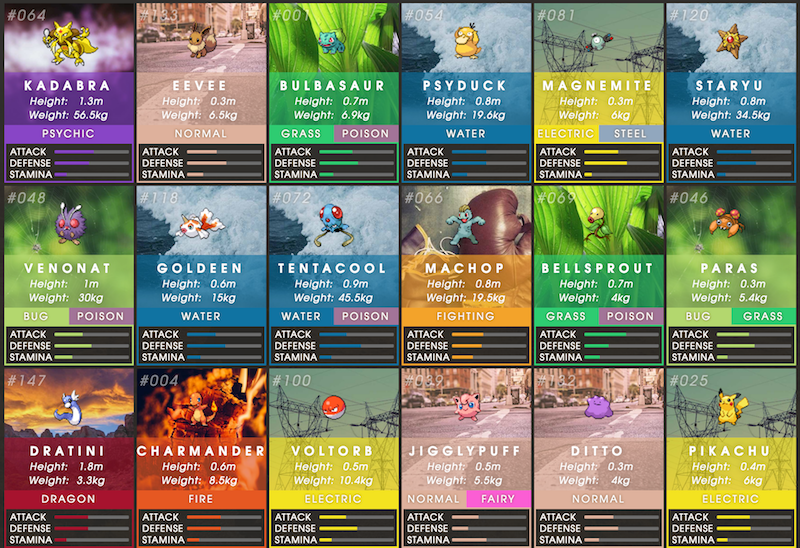 #064
KADABRA
Height: 1.3m
Weight: 56.5kg
PSYCHIC
ATTACK
DEFENSE
STAMINA
#133
EEVEE
Height: 0.3m
Weight: 6.5kg
NORMAL
ATTACK
DEFENSE
STAMINA
#001
BULBASAUR
Height: 0.7m
Weight: 6.9kg
GRASS POISON
ATTACK
DEFENSE
STAMINA
#054
PSYDUCK
Height: 0.8m
Weight: 19.6kg
WATER
ATTACK
DEFENSE
STAMINA
#081
MAGNEMITE
Height: 0.3m
Weight: 6kg
ELECTRIC STEEL
ATTACK
DEFENSE
STAMINA
#120
STARYU
Height: 0.8m
Weight: 34.5kg
WATER
ATTACK
DEFENSE
STAMINA
#048
VENONAT
Height: 1m
Weight: 30kg
BUG POISON
ATTACK
DEFENSE
STAMINA
#118
GOLDEEN
Height: 0.6m
Weight: 15kg
WATER
ATTACK
DEFENSE
STAMINA
#072
TENTACOOL
Height: 0.9m
Weight: 45.5kg
WATER POISON
ATTACK
DEFENSE
STAMINA
#066
MACHOP
Height: 0.8m
Weight: 19.5kg
FIGHTING
ATTACK
DEFENSE
STAMINA
#069
BELLSPROUT
Height: 0.7m
Weight: 4kg
GRASS POISON
ATTACK
DEFENSE
STAMINA
#046
PARAS
Height: 0.3m
Weight: 5.4kg
BUG GRASS
ATTACK
DEFENSE
STAMINA
#147
DRATINI
Height: 1.8m
Weight: 3.3kg
DRAGON
ATTACK
DEFENSE
STAMINA
#004
CHARMANDER
Height: 0.6m
Weight: 8.5kg
FIRE
ATTACK
DEFENSE
STAMINA
#100
VOLTORB
Height: 0.5m
Weight: 10.4kg
ELECTRIC
ATTACK
DEFENSE
STAMINA
#039
JIGGLYPUFF
Height: 0.5m
Weight: 5.5kg
NORMAL FAIRY
ATTACK
DEFENSE
STAMINA
#132
DITTO
Height: 0.3m
Weight: 4kg
NORMAL
ATTACK
DEFENSE
STAMINA
#025
PIKACHU
Height: 0.4m
Weight: 6kg
ELECTRIC
ATTACK
DEFENSE
STAMINA